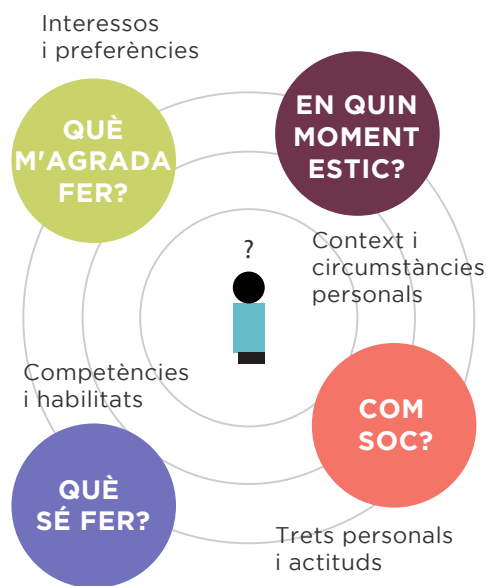 Interessos
i preferències
QUÈ
M'AGRADA
FER?
EN QUIN
MOMENT
ESTIC?
?
Context i
circumstàncies
personals
Competències
i habilitats
QUÈ
SÉ FER?
COM
SOC?
Trets personals
i actituds